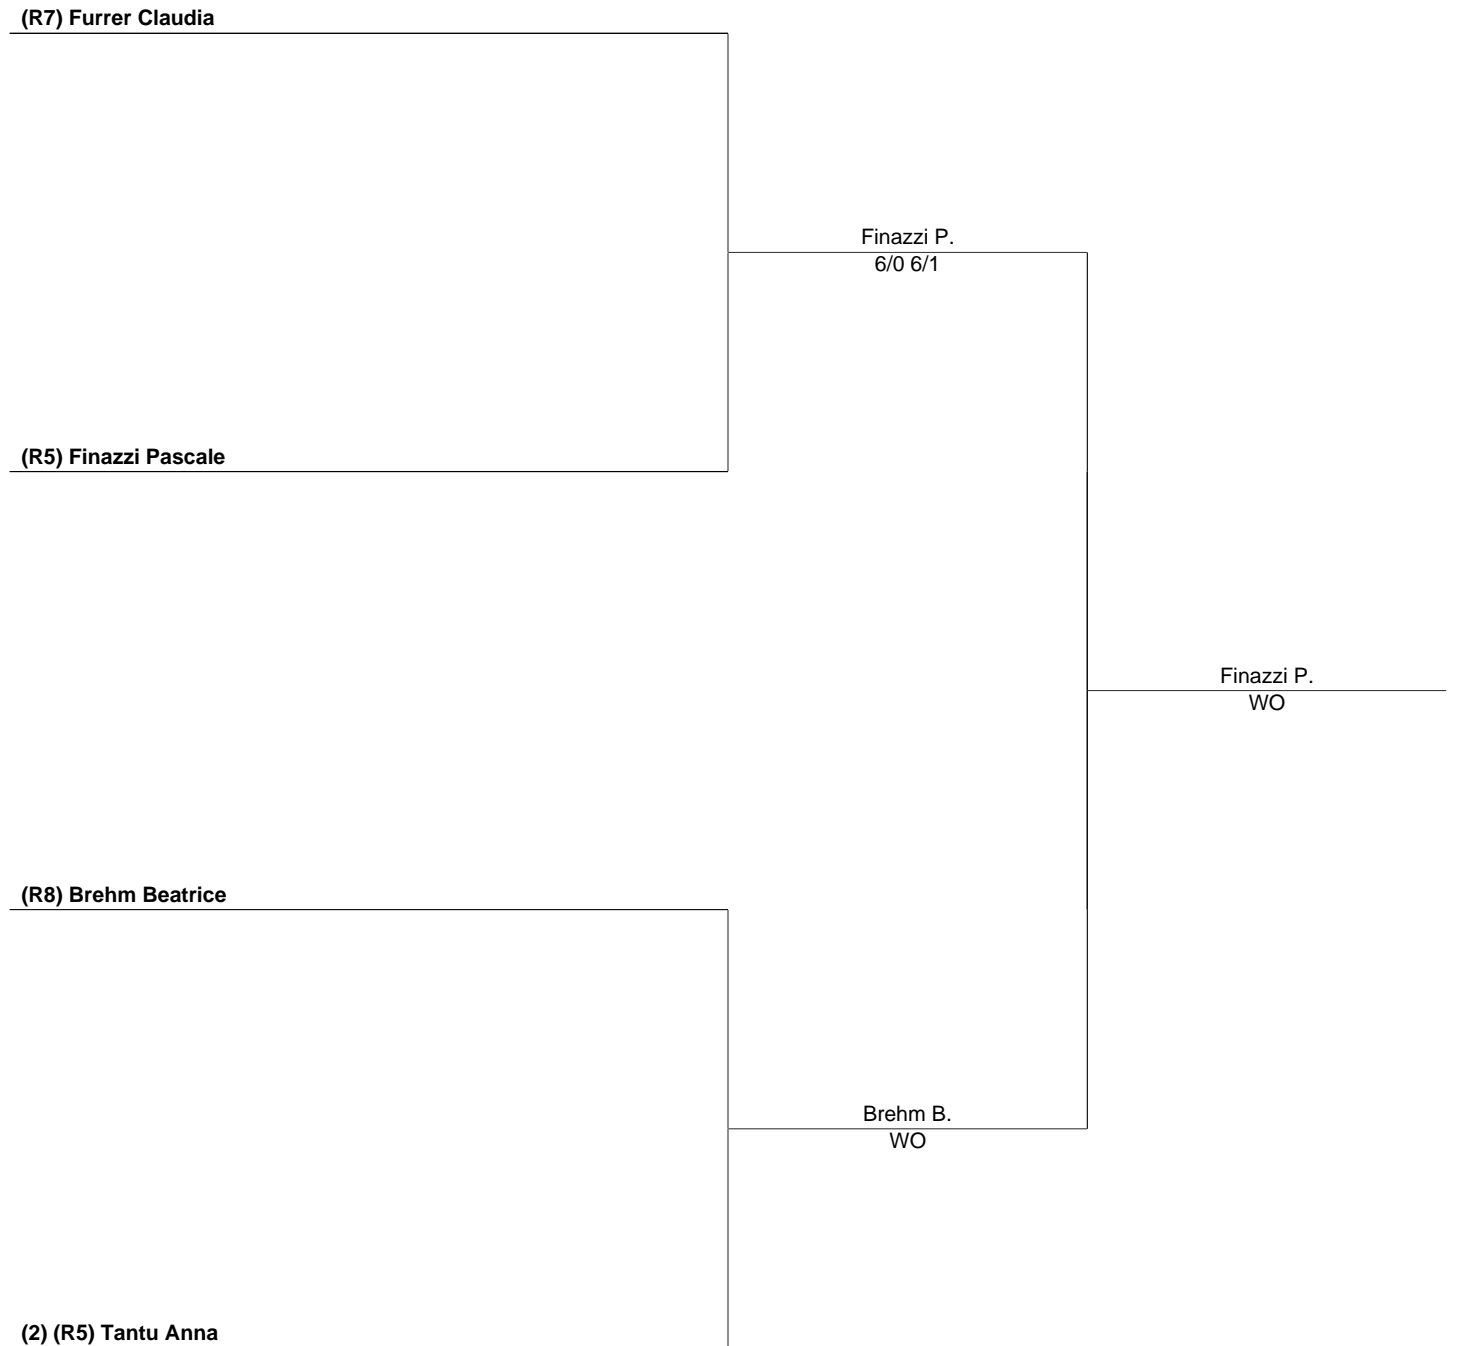 (R7) Furrer Claudia
Finazzi P.
6/0 6/1
(R5) Finazzi Pascale
Finazzi P.
WO
(R8) Brehm Beatrice
Brehm B.
WO
(2) (R5) Tantu Anna